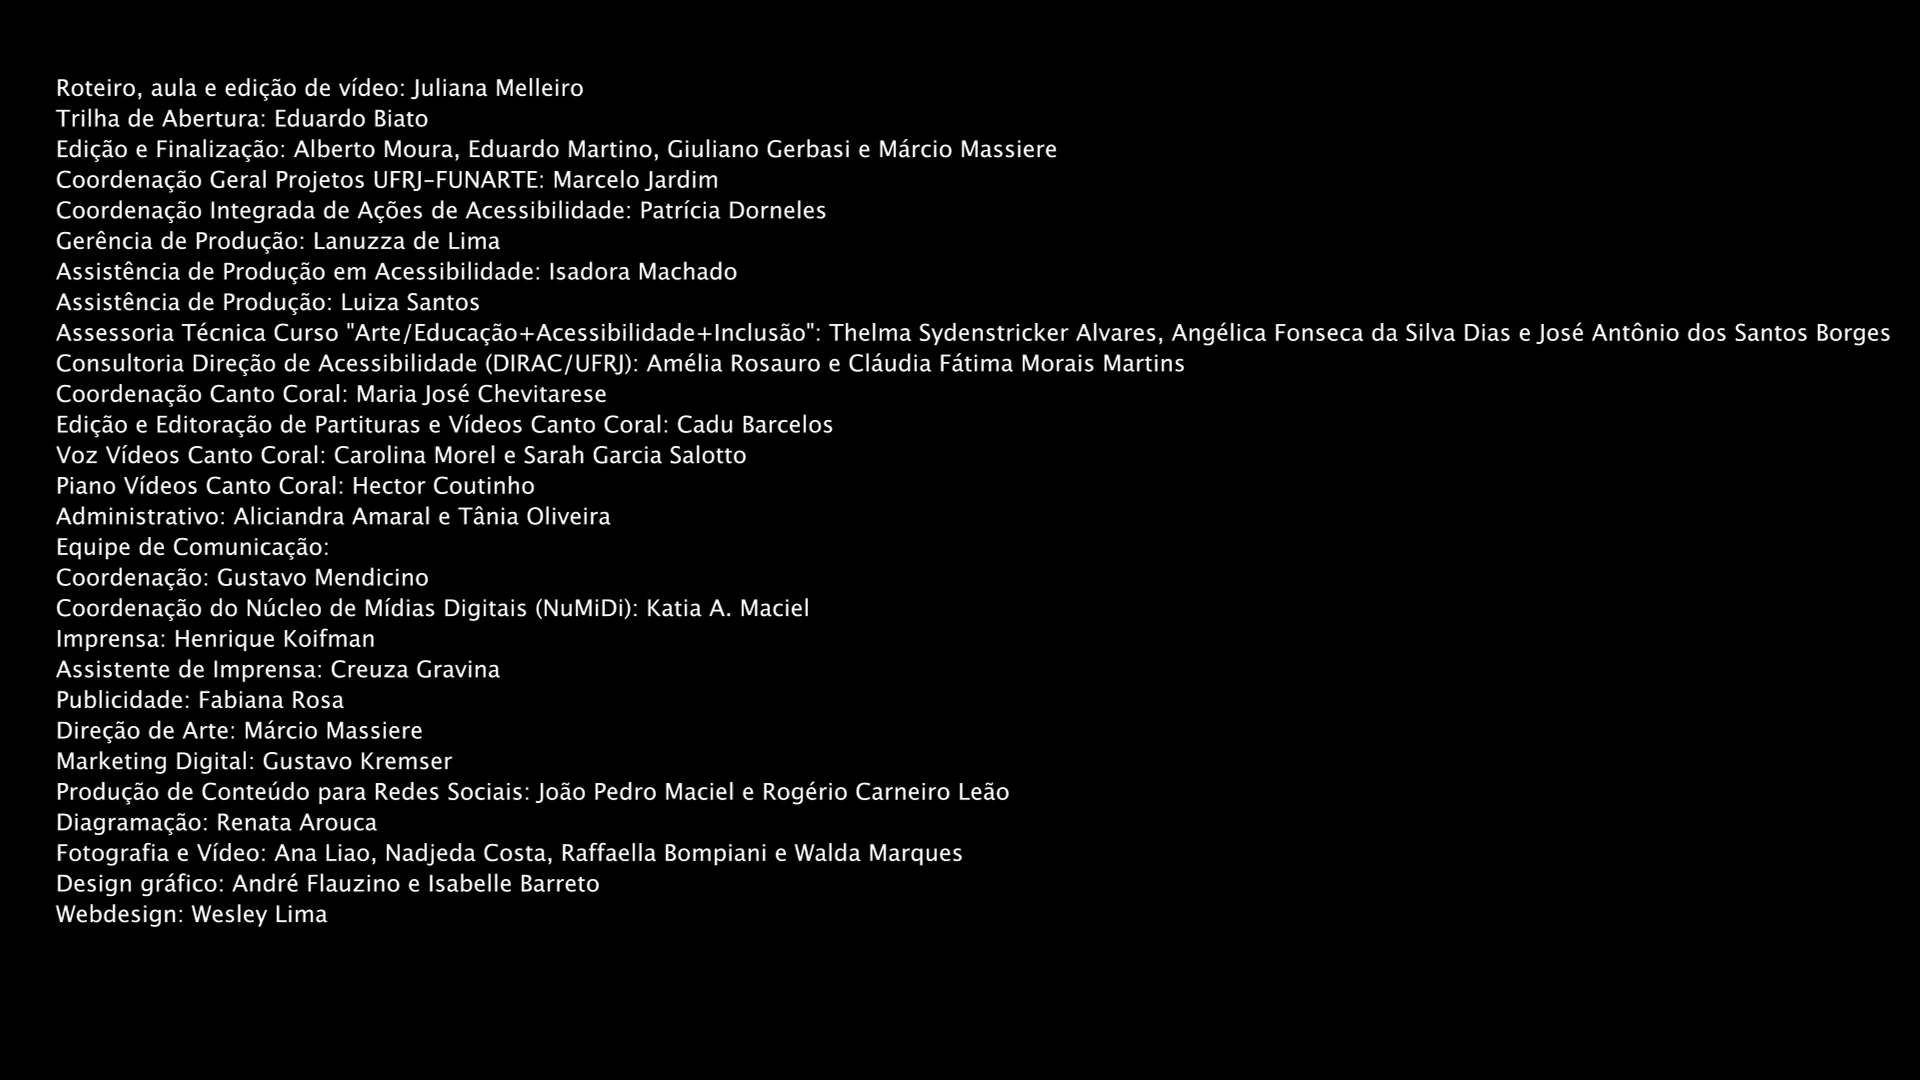 Roteiro, aula e edição de vídeo: Juliana Melleiro
Trilha de Abertura: Eduardo Biato
Edição e Finalização: Alberto Moura, Eduardo Martino, Giuliano Gerbasi e Márcio Massiere
Coordenação Geral Projetos UFRJ-FUNARTE: Marcelo Jardim
Coordenação Integrada de Ações de Acessibilidade: Patrícia Dorneles
Gerência de Produção: Lanuzza de Lima
Assistência de Produção em Acessibilidade: Isadora Machado
Assistência de Produção: Luiza Santos
Assessoria Técnica Curso "Arte/Educação+Acessibilidade+Inclusão": Thelma Sydenstricker Alvares, Angélica Fonseca da Silva Dias e José Antônio dos Santos Borges
Consultoria Direção de Acessibilidade (DIRAC/UFRJ): Amélia Rosauro e Cláudia Fátima Morais Martins
Coordenação Canto Coral: Maria José Chevitarese
Edição e Editoração de Partituras e Vídeos Canto Coral: Cadu Barcelos
Voz Vídeos Canto Coral: Carolina Morel e Sarah Garcia Salotto
Piano Vídeos Canto Coral: Hector Coutinho
Administrativo: Aliciandra Amaral e Tânia Oliveira
Equipe de Comunicação:
Coordenação: Gustavo Mendicino
Coordenação do Núcleo de Mídias Digitais (NuMiDi): Katia A. Maciel
Imprensa: Henrique Koifman
Assistente de Imprensa: Creuza Gravina
Publicidade: Fabiana Rosa
Direção de Arte: Márcio Massiere
Marketing Digital: Gustavo Kremser
Produção de Conteúdo para Redes Sociais: João Pedro Maciel e Rogério Carneiro Leão
Diagramação: Renata Arouca
Fotografia e Vídeo: Ana Liao, Nadjeda Costa, Raffaella Bompiani e Walda Marques
Design gráfico: André Flauzino e Isabelle Barreto
Webdesign: Wesley Lima